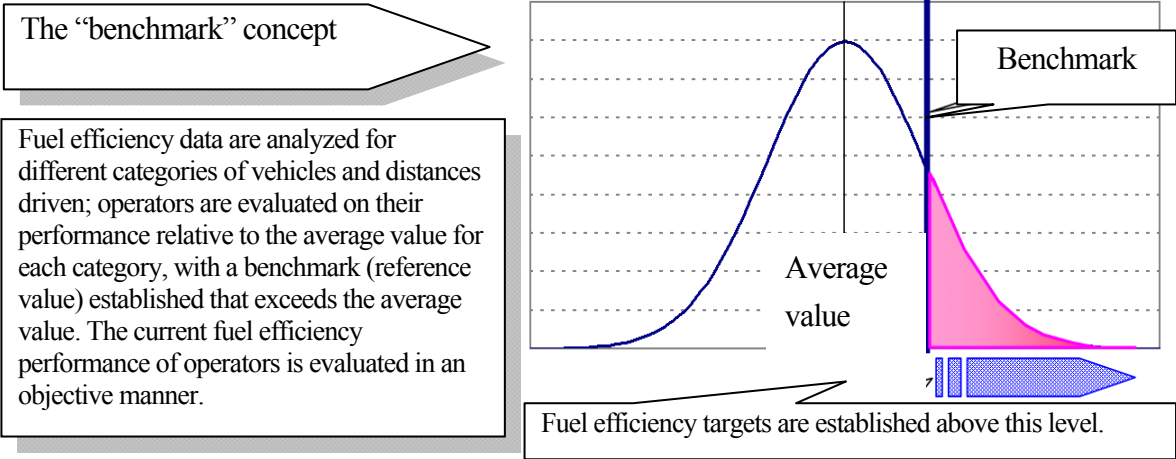 The “benchmark” concept
Fuel efficiency data are analyzed for
different categories of vehicles and distances
driven; operators are evaluated on their
performance relative to the average value for
each category, with a benchmark (reference
value) established that exceeds the average
value. The current fuel efficiency
performance of operators is evaluated in an
objective manner.
Benchmark
Average
value
Fuel efficiency targets are established above this level.